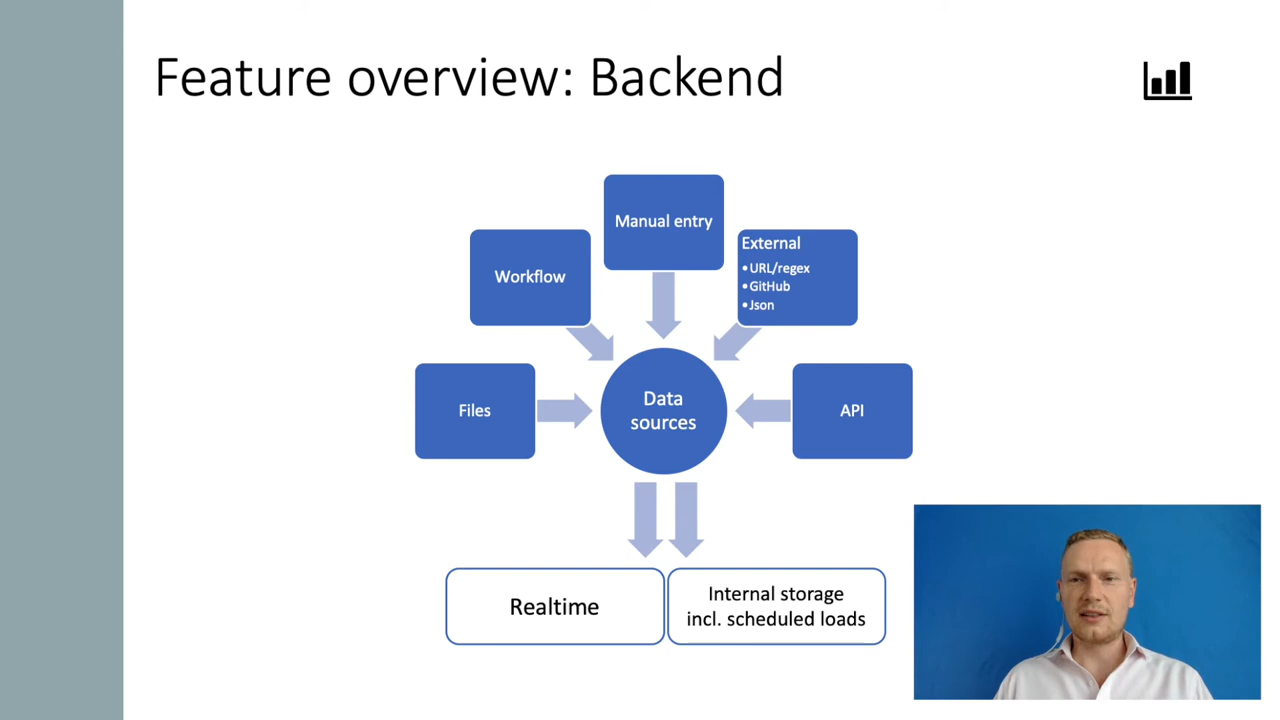 Feature overview: Backend
Manual entry
Workflow
External
•URL/regex
•GitHub
•Json
Files
Data
sources
API
Realtime
Internal storage
incl. scheduled loads